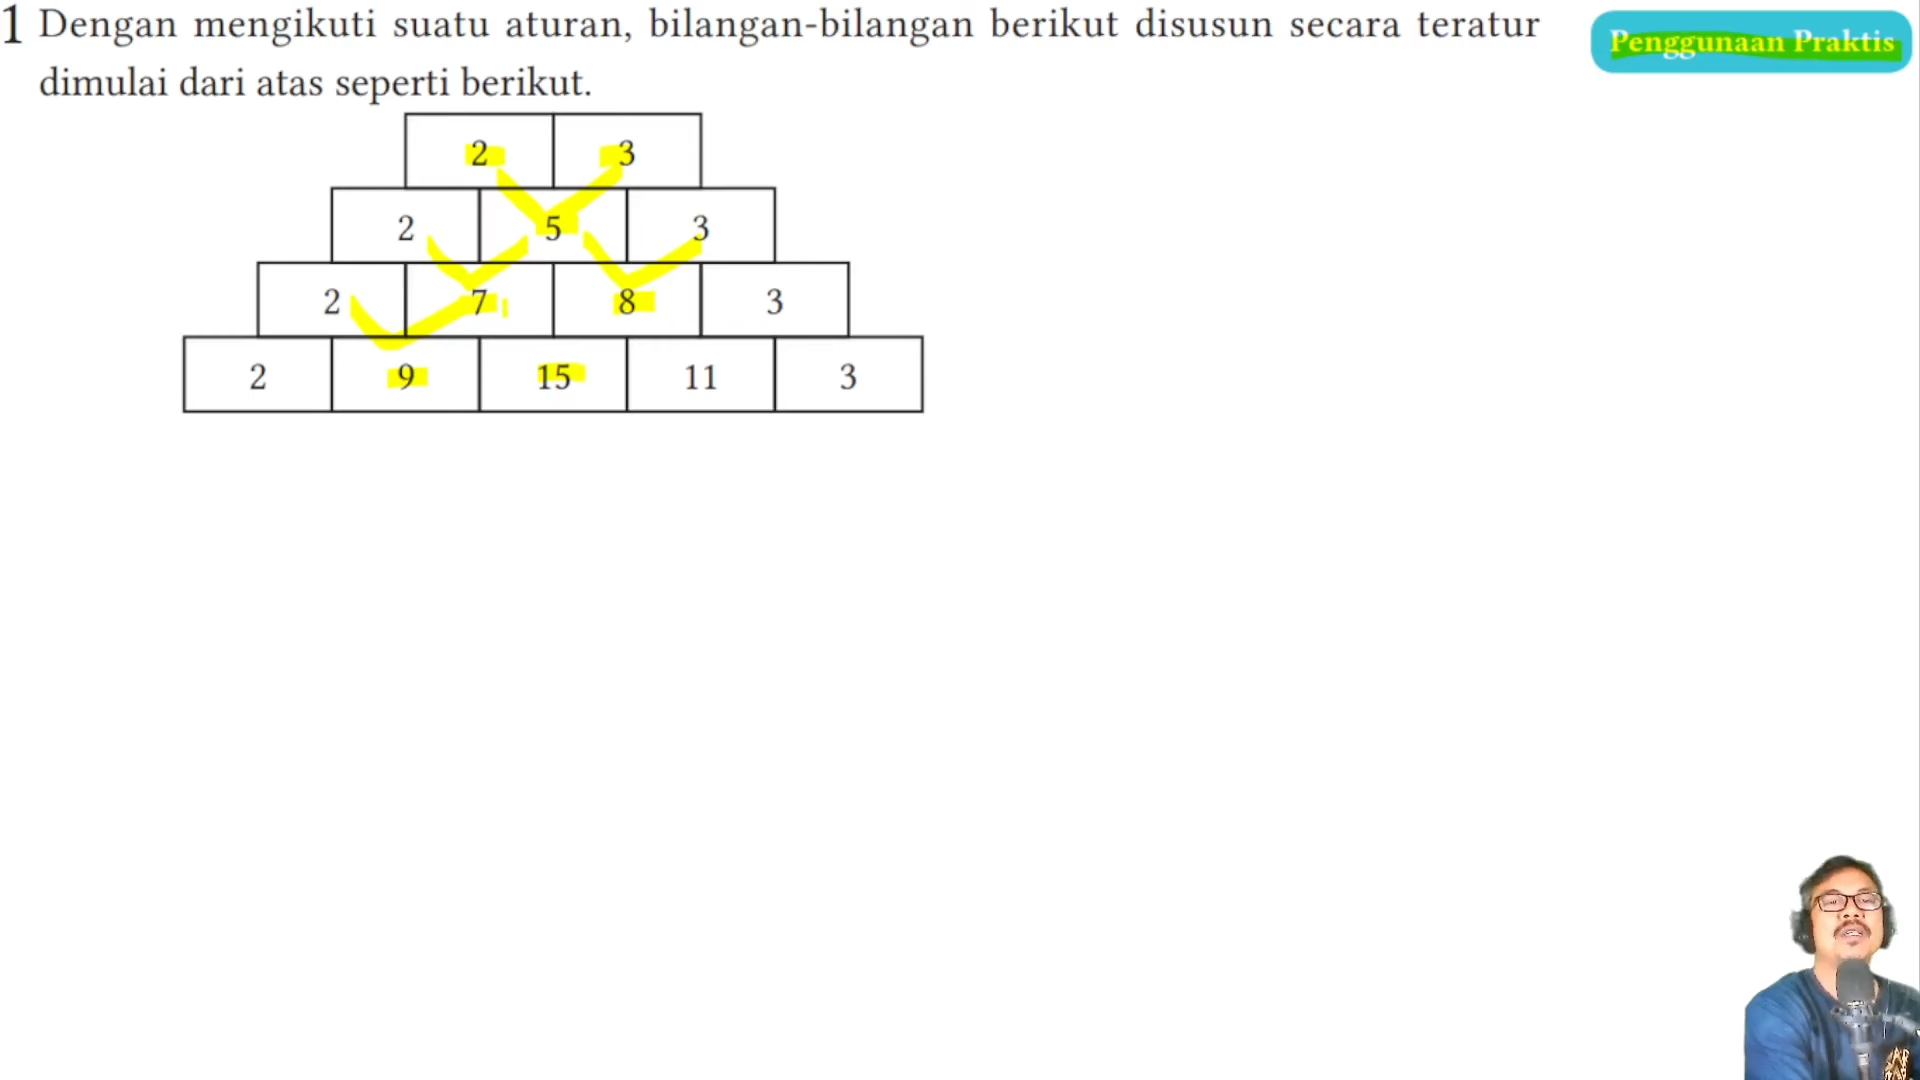 1 Dengan mengikuti suatu aturan, bilangan-bilangan berikut disusun secara teratur
dimulai dari atas seperti berikut.
Penggunaan Praktis
2 3
2 5 3
2 7 8 3
2 9 15 11 3